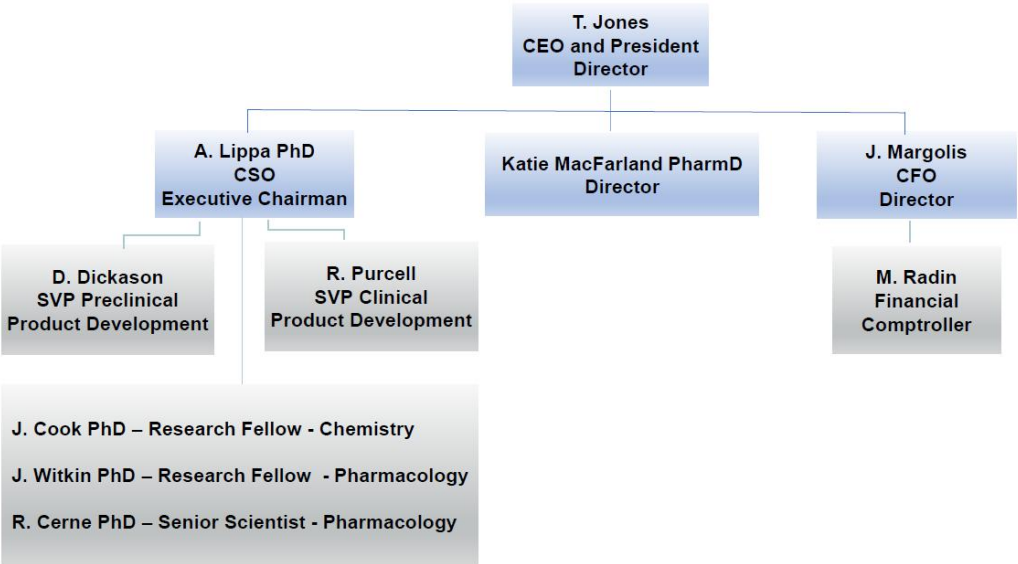 T. Jones
CEO and President
Director
A. Lippa PhD
CSO
Executive Chairman
Katie MacFarland PharmD
Director
J. Margolis
CFO
Director
D. Dickason
SVP Preclinical
Product Development
R. Purcell
SVP Clinical
Product Development
M. Radin
Financial
Comptroller
J. Cook PhD – Research Fellow - Chemistry
J. Witkin PhD – Research Fellow  - Pharmacology
R. Cerne PhD – Senior Scientist - Pharmacology